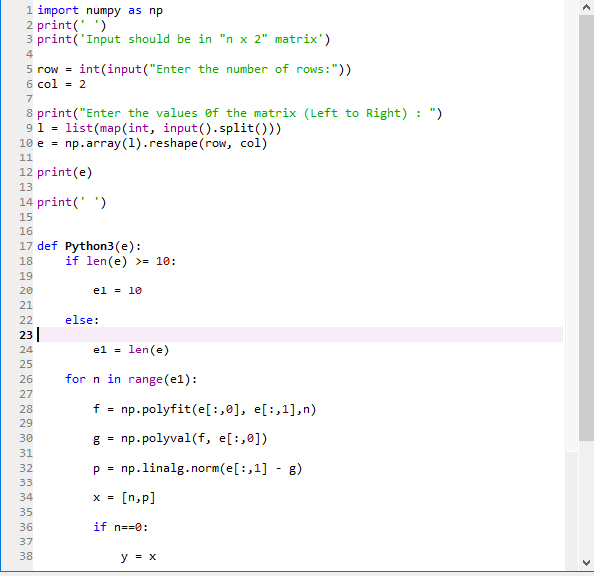 1 import numpy as np
2 print(' ')
3 print('Input should be in "n x 2" matrix')
4
5 row = int(input("Enter the number of rows:"))
6 col = 2
7
8 print("Enter the values 0f the matrix (Left to Right) : ")
9 l = list(map(int, input().split()))
10 e = np.array(l).reshape(row, col)
11
12 print(e)
13
14 print(' ')
15
16
17 def Python3(e):
18     if len(e) >= 10:
19
20         e1 = 10
21
22     else:
23
24         e1 = len(e)
25
26     for n in range(e1):
27
28         f = np.polyfit(e[:,0], e[:,1],n)
29
30         g = np.polyval(f, e[:,0])
31
32         p = np.linalg.norm(e[:,1] - g)
33
34         x = [n,p]
35
36         if n==0:
37
38             y = x